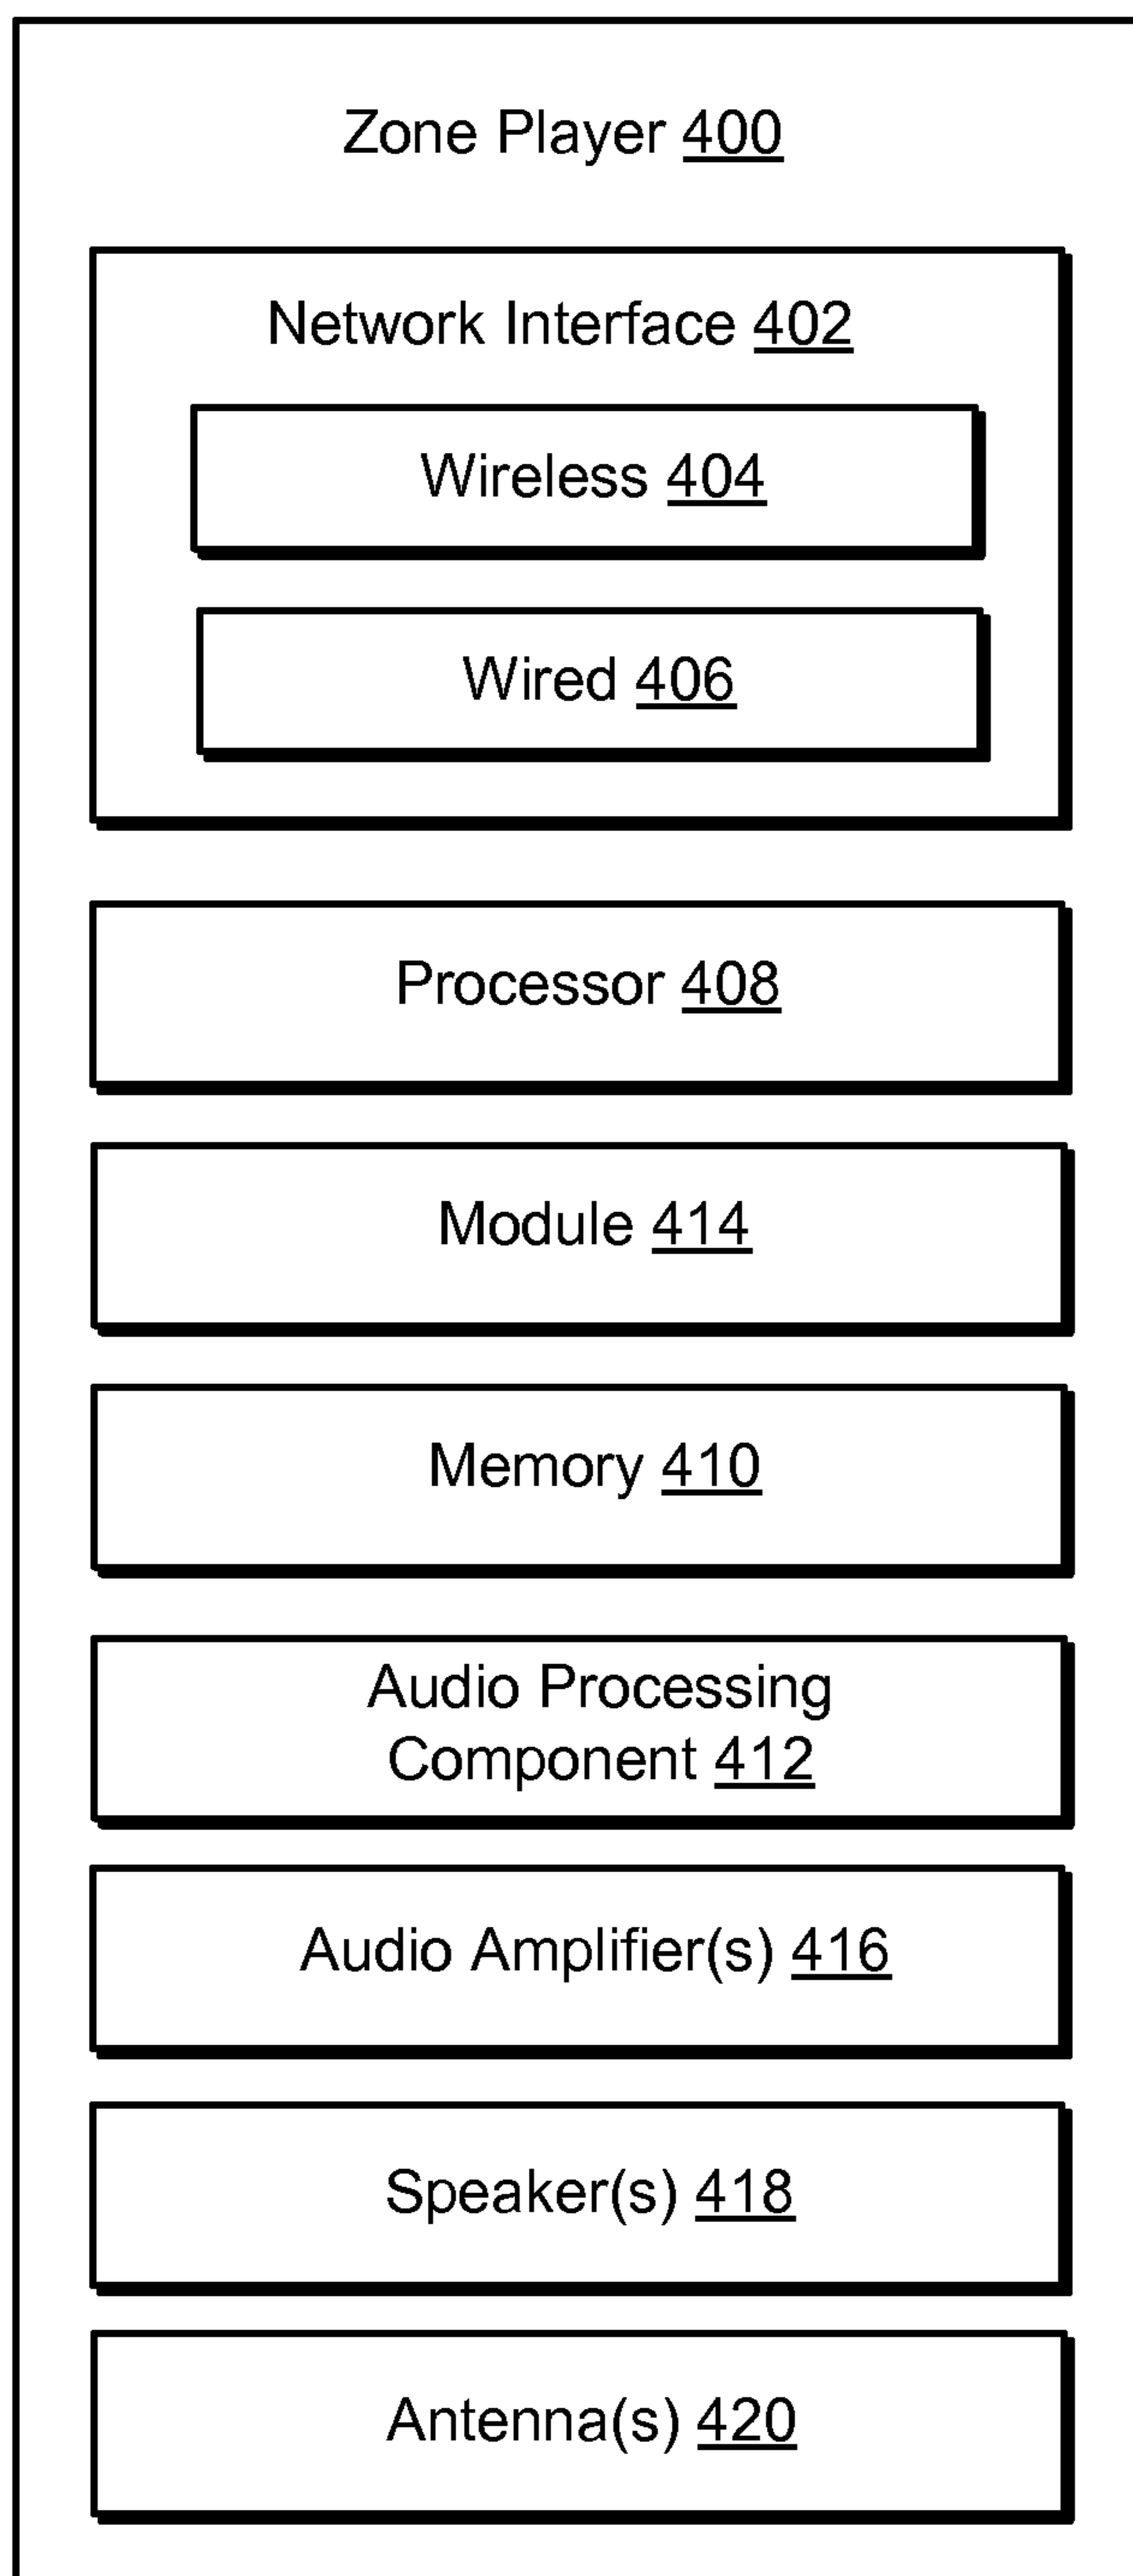 Zone Player 400
Network Interface 402
Wireless 404
Wired 406
Processor 408
Module 414
Memory 410
Audio Processing
Component 412
Audio Amplifier(s) 416
Speaker(s) 418
Antenna(s) 420